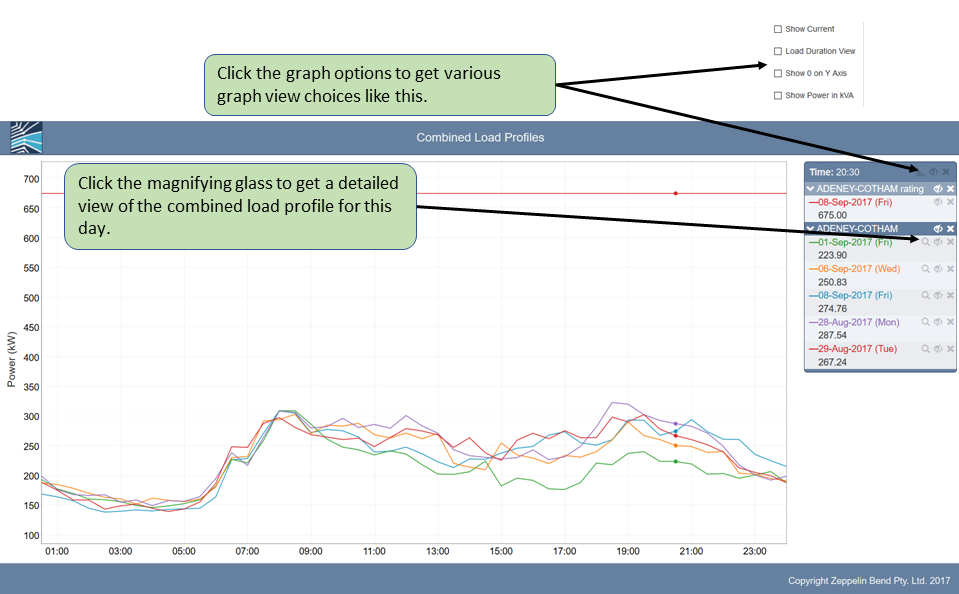 Show Current
Load Duration View
Show 0 on Y Axis
Show Power in kVA
Click the graph options to get various
graph view choices like this.
Combined Load Profiles
Click the magnifying glass to get a detailed
view of the combined load profile for this
day.
Time: 20:30
ADENEY-COTHAM rating
08-Sep-2017 (Fri)
675.00
ADENEY-COTHAM
01-Sep-2017 (Fri)
223.90
06-Sep-2017 (Wed)
250.83
08-Sep-2017 (Fri)
274.76
28-Aug-2017 (Mon)
287.54
29-Aug-2017 (Tue)
267.24
Power (kW)
700
650
600
550
500
450
400
350
300
250
200
150
100
01:00 03:00 05:00 07:00 09:00 11:00 13:00 15:00 17:00 19:00 21:00 23:00
Copyright Zeppelin Bend Pty. Ltd. 2017